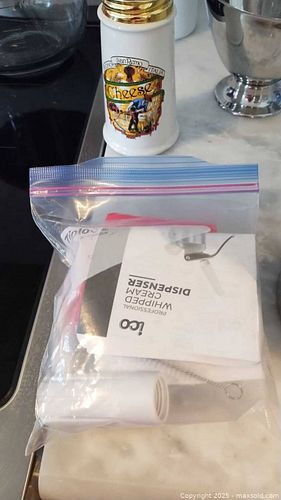 Cheese
ico
PROFESSIONAL
WHIPPED
CREAM
DISPENSER
Copyright 2025 - maxsold.com